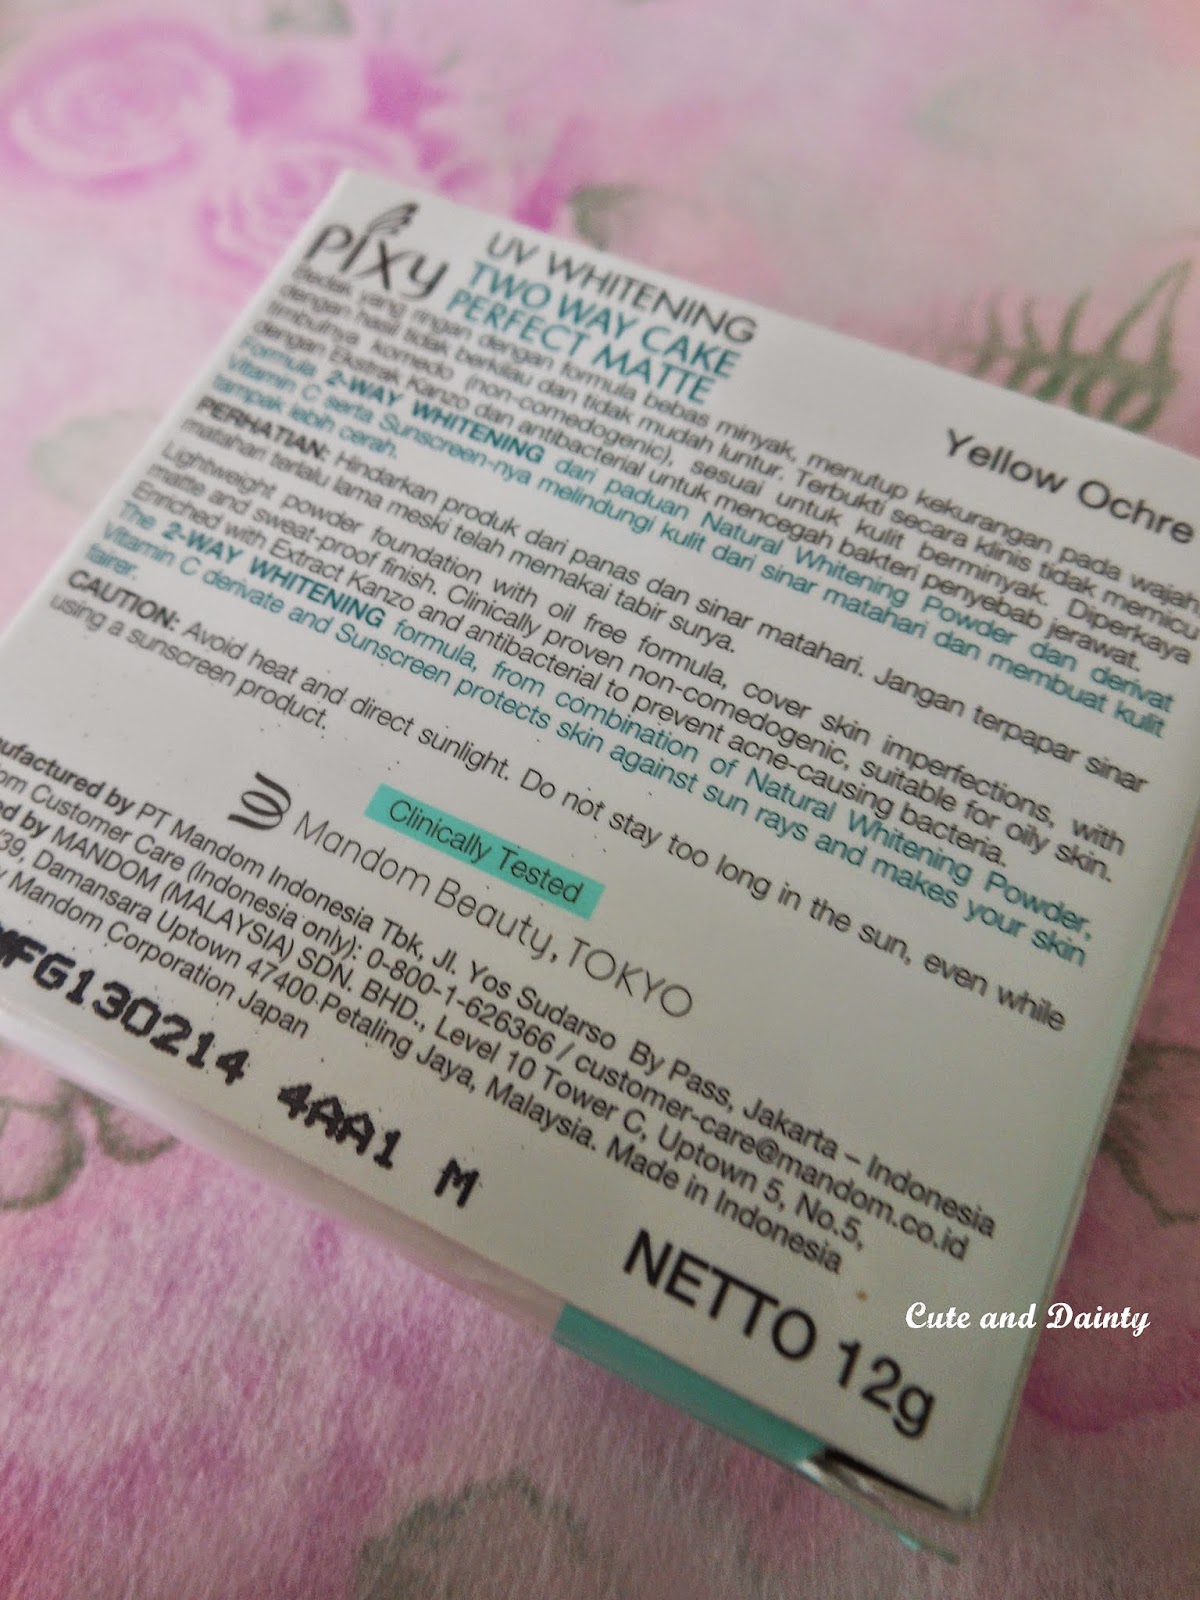 pixy
UV WHITENING
TWO WAY CAKE
PERFECT MATTE
Yellow Ochre
Bedak yang ringan dengan formula bebas minyak, menutup kekurangan pada wajah,
dengan hasil tidak berkilau dan tidak mudah luntur. Terbukti secara klinis tidak memicu
timbulnya komedo (non-comedogenic), sesuai untuk kulit berminyak. Diperkaya
dengan Ekstrak Kanzo dan antibacterial untuk mencegah bakteri penyebab jerawat.
Formula 2-WAY WHITENING dari paduan Natural Whitening Powder dan derivat
Vitamin C serta Sunscreen-nya melindungi kulit dari sinar matahari dan membuat kulit
tampak lebih cerah.
PERHATIAN: Hindarkan produk dari panas dan sinar matahari. Jangan terpapar sinar
matahari terlalu lama meski telah memakai tabir surya.
Lightweight powder foundation with oil free formula, cover skin imperfections, with
matte and sweat-proof finish. Clinically proven non-comedogenic, suitable for oily skin.
Enriched with Extract Kanzo and antibacterial to prevent acne-causing bacteria.
The 2-WAY WHITENING formula, from combination of Natural Whitening Powder,
Vitamin C derivate and Sunscreen protects skin against sun rays and makes your skin
fairer.
CAUTION: Avoid heat and direct sunlight. Do not stay too long in the sun, even while
using a sunscreen product.
Clinically Tested
Mandom Beauty, TOKYO
by PT Mandom Indonesia Tbk, Jl. Yos Sudarso By Pass, Jakarta – Indonesia
Customer Care (Indonesia only): 0-800-1-626366 / customer-care@mandom.co.id
by MANDOM (MALAYSIA) SDN. BHD., Level 10 Tower C, Uptown 5, No.5,
Damansara Uptown 47400 Petaling Jaya, Malaysia. Made in Indonesia
Mandom Corporation Japan
MFG130214 4AA1 M
NETTO 12g
Cute and Dainty